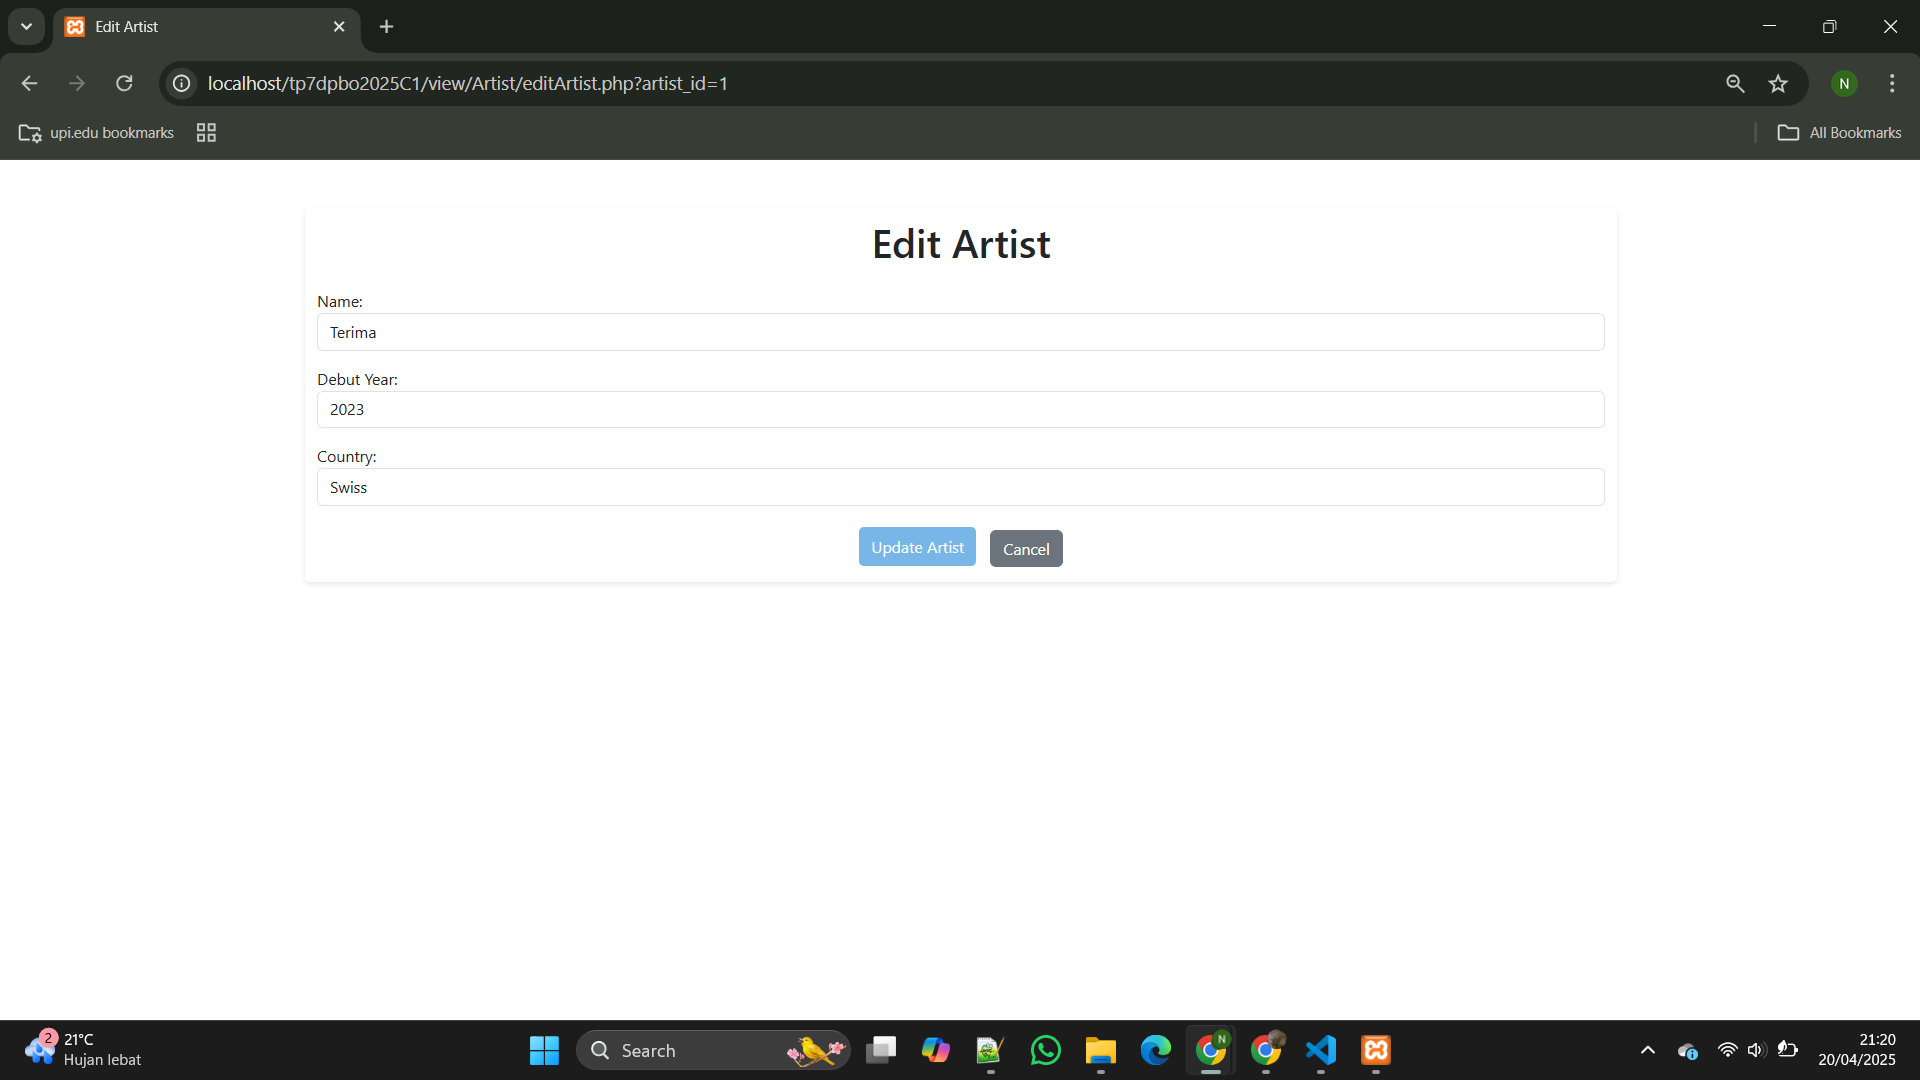 Edit Artist
localhost/tp7dpbo2025C1/view/Artist/editArtist.php?artist_id=1
N
upi.edu bookmarks
All Bookmarks
Edit Artist
Name:
Terima
Debut Year:
2023
Country:
Swiss
Update Artist
Cancel
2
21°C
Hujan lebat
Search
N
21:20
20/04/2025